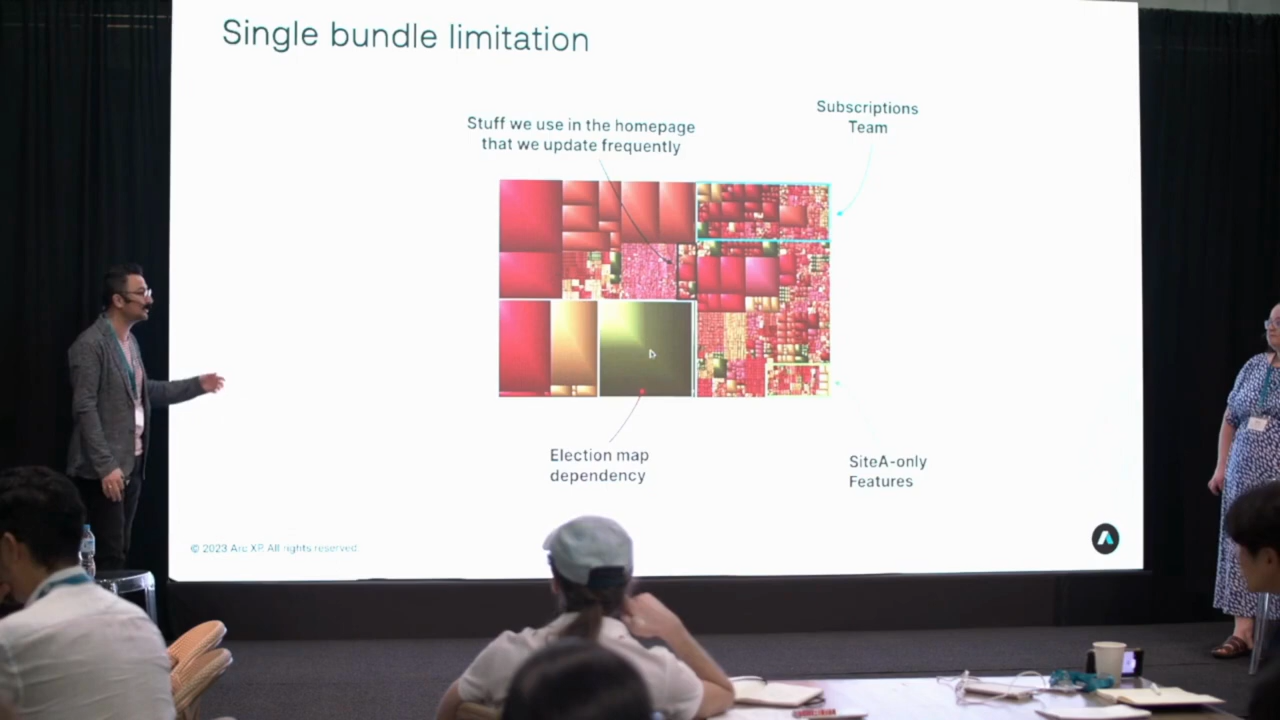 Single bundle limitation
Stuff we use in the homepage
that we update frequently
Subscriptions
Team
Election map
dependency
SiteA-only
Features
© 2023 Arc XP. All rights reserved